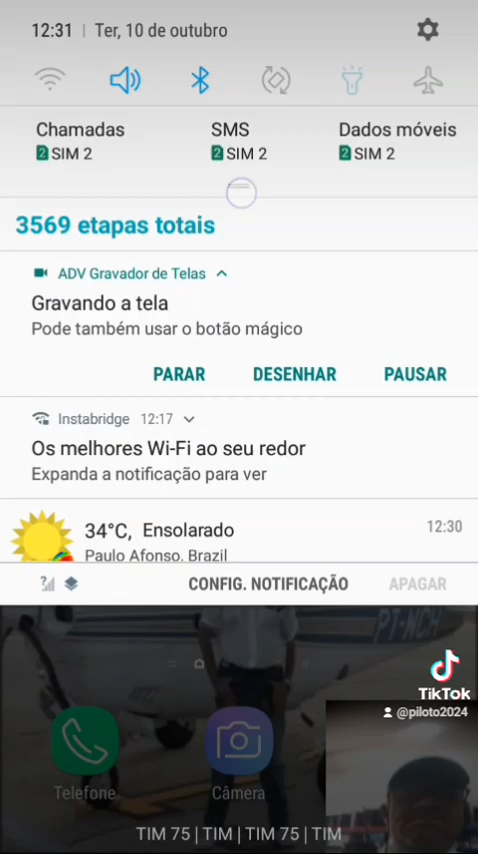 12:31 | Ter, 10 de outubro
Chamadas SMS Dados móveis
2 SIM 2 2 SIM 2 2 SIM 2
3569 etapas totais
ADV Gravador de Telas
Gravando a tela
Pode também usar o botão mágico
PARAR DESENHAR PAUSAR
Instabridge 12:17
Os melhores Wi-Fi ao seu redor
Expanda a notificação para ver
34°C, Ensolarado 12:30
Paulo Afonso, Brazil
CONFIG. NOTIFICAÇÃO APAGAR
PT-NCH
TikTok
@piloto2024
Telefone Câmera
TIM 75 | TIM | TIM 75 | TIM